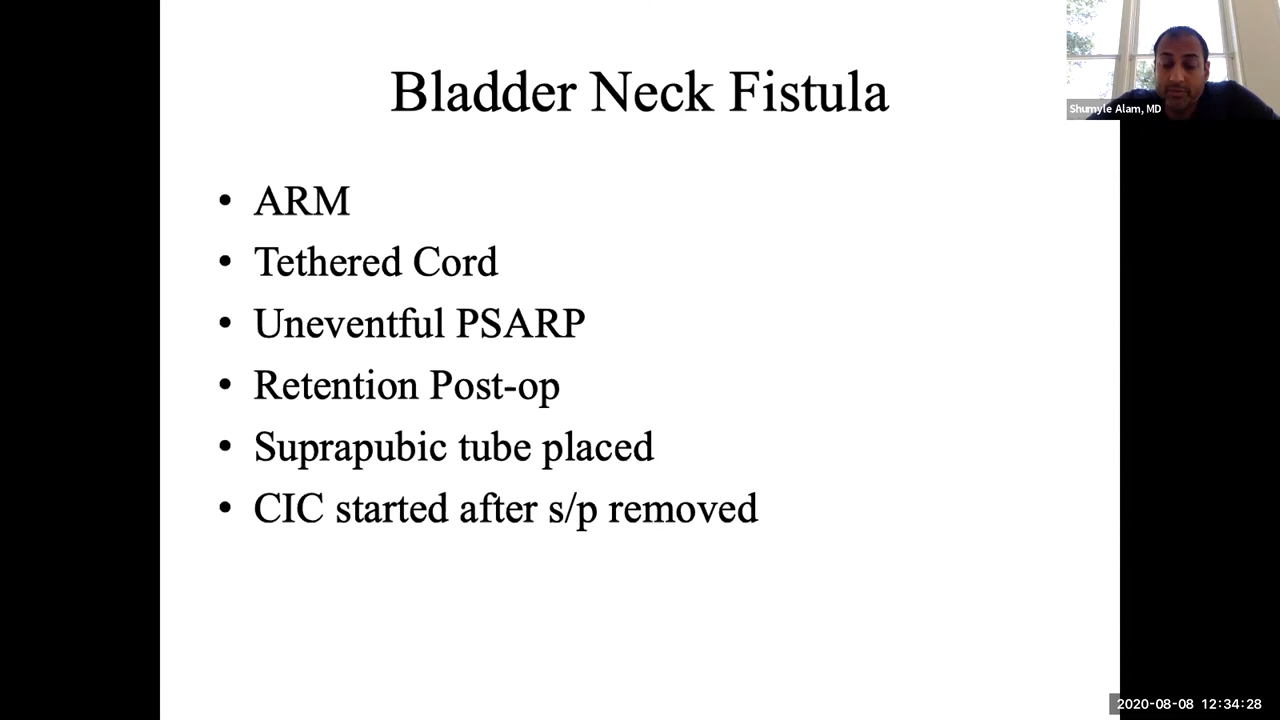 Bladder Neck Fistula
Shumyle Alam, MD
• ARM
• Tethered Cord
• Uneventful PSARP
• Retention Post-op
• Suprapubic tube placed
• CIC started after s/p removed
2020-08-08 12:34:28